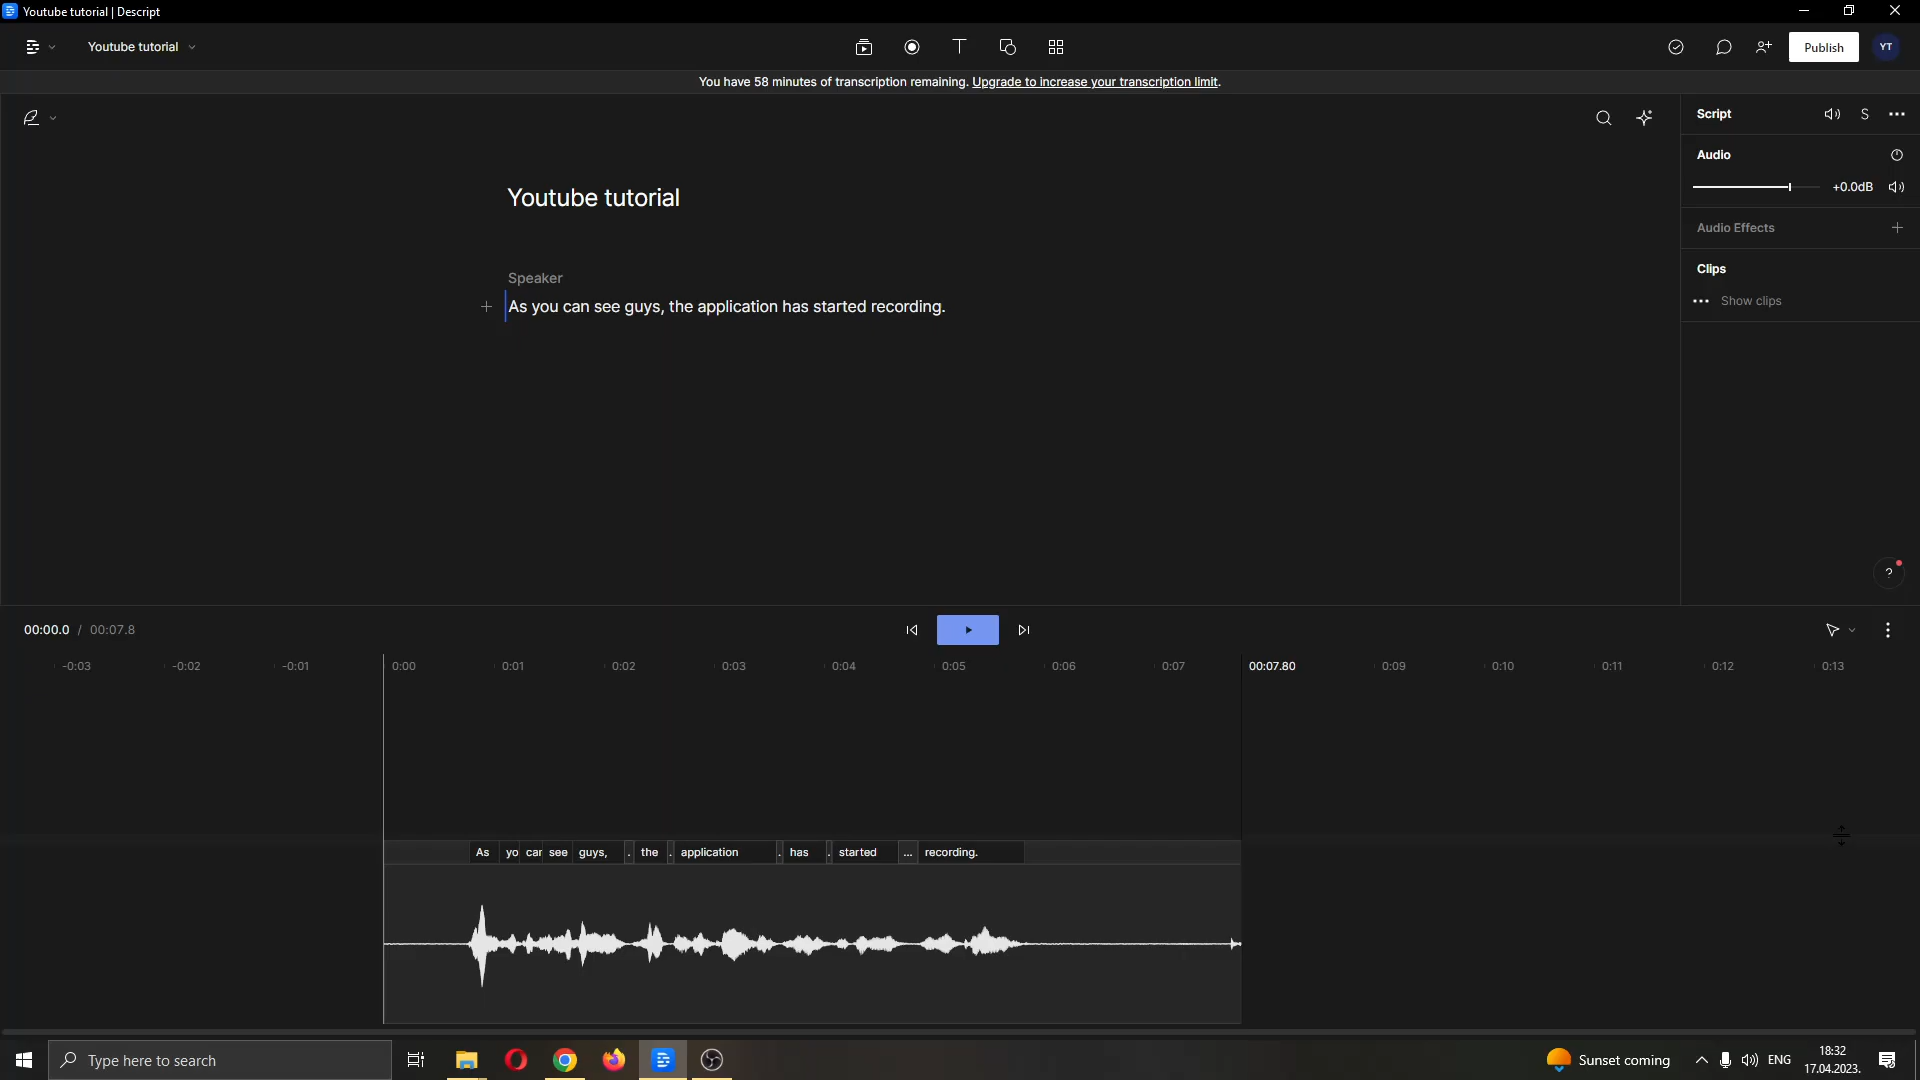 Youtube tutorial | Descript
Youtube tutorial
Publish
YT
You have 58 minutes of transcription remaining. Upgrade to increase your transcription limit.
Script
S
Audio
+0.0dB
Audio Effects
Clips
Show clips
Youtube tutorial
Speaker
As you can see guys, the application has started recording.
?
00:00.0 / 00:07.8
-0:03 -0:02 -0:01 0:00 0:01 0:02 0:03 0:04 0:05 0:06 0:07 00:07.80 0:09 0:10 0:11 0:12 0:13
As yo car see guys, . the . application . has . started ... recording.
Type here to search
Sunset coming
ENG
18:32
17.04.2023.